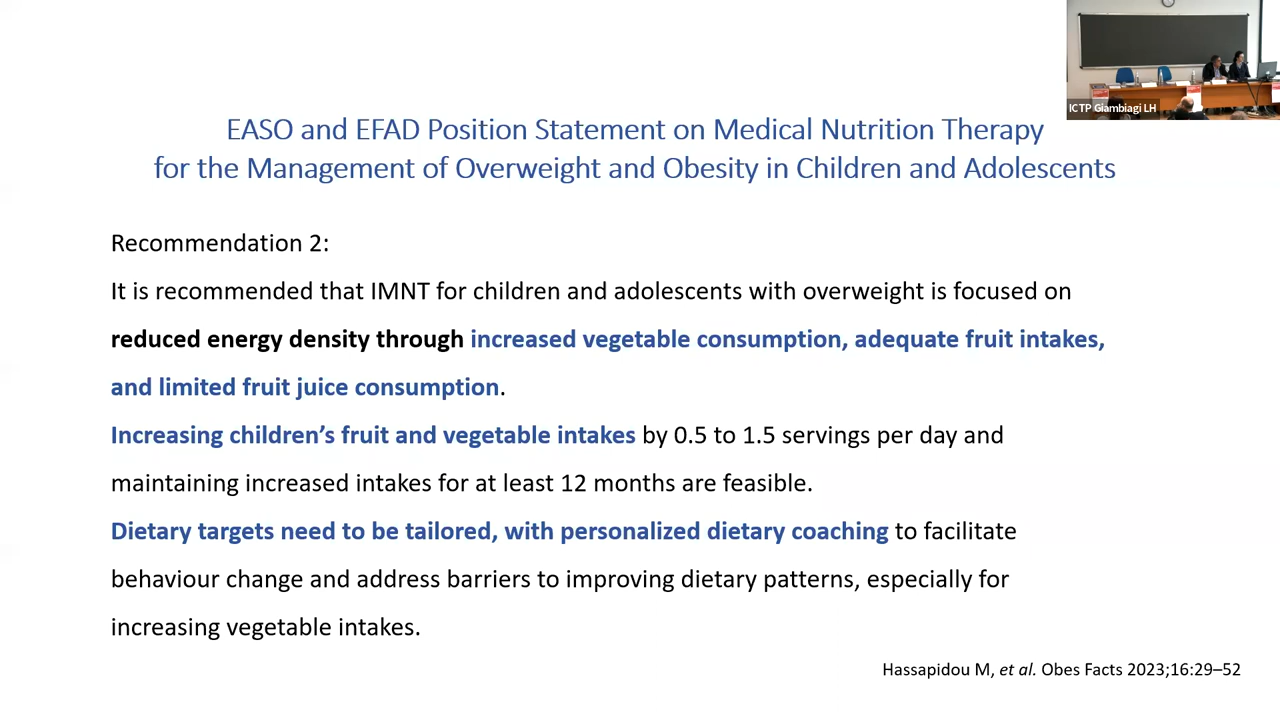 ICTP Giambiagi LH
EASO and EFAD Position Statement on Medical Nutrition Therapy
for the Management of Overweight and Obesity in Children and Adolescents
Recommendation 2:
It is recommended that IMNT for children and adolescents with overweight is focused on
reduced energy density through increased vegetable consumption, adequate fruit intakes,
and limited fruit juice consumption.
Increasing children’s fruit and vegetable intakes by 0.5 to 1.5 servings per day and
maintaining increased intakes for at least 12 months are feasible.
Dietary targets need to be tailored, with personalized dietary coaching to facilitate
behaviour change and address barriers to improving dietary patterns, especially for
increasing vegetable intakes.
Hassapidou M, et al. Obes Facts 2023;16:29–52